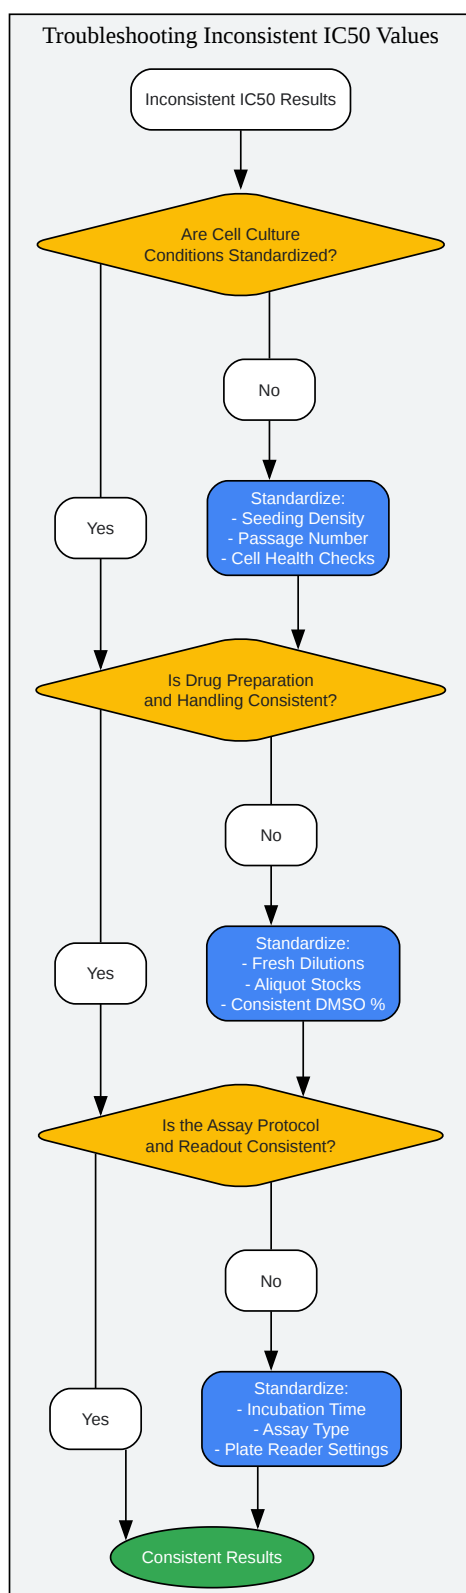 Troubleshooting Inconsistent IC50 Values
Inconsistent IC50 Results
Are Cell Culture
Conditions Standardized?
No
Yes
Standardize:
- Seeding Density
- Passage Number
- Cell Health Checks
Is Drug Preparation
and Handling Consistent?
No
Yes
Standardize:
- Fresh Dilutions
- Aliquot Stocks
- Consistent DMSO %
Is the Assay Protocol
and Readout Consistent?
No
Yes
Standardize:
- Incubation Time
- Assay Type
- Plate Reader Settings
Consistent Results